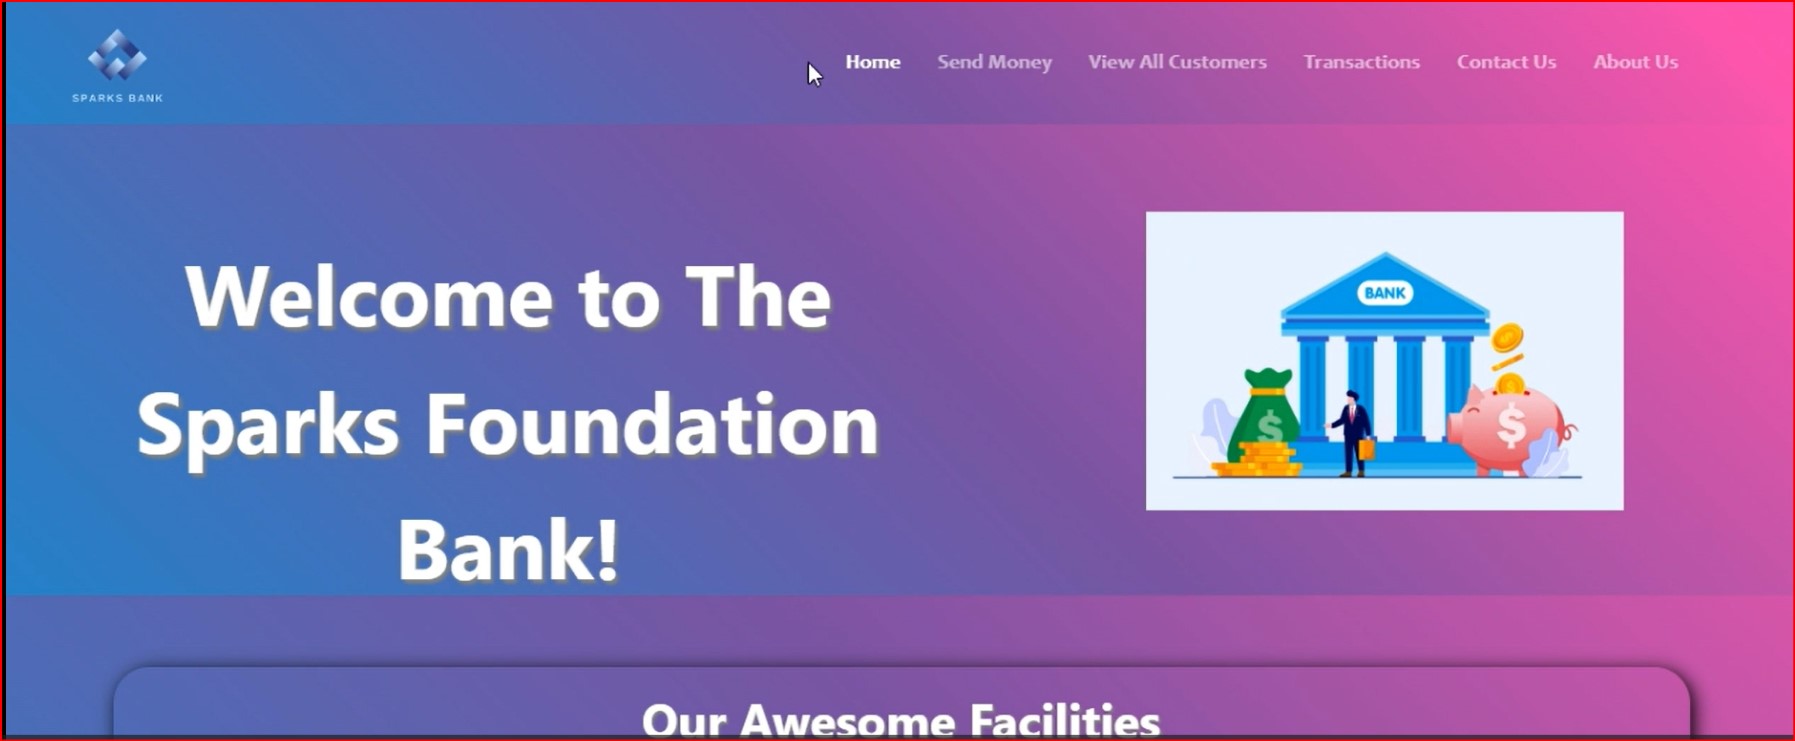 SPARKS BANK
Home Send Money View All Customers Transactions Contact Us About Us
Welcome to The
Sparks Foundation
Bank!
BANK
$
$
Our Awesome Facilities